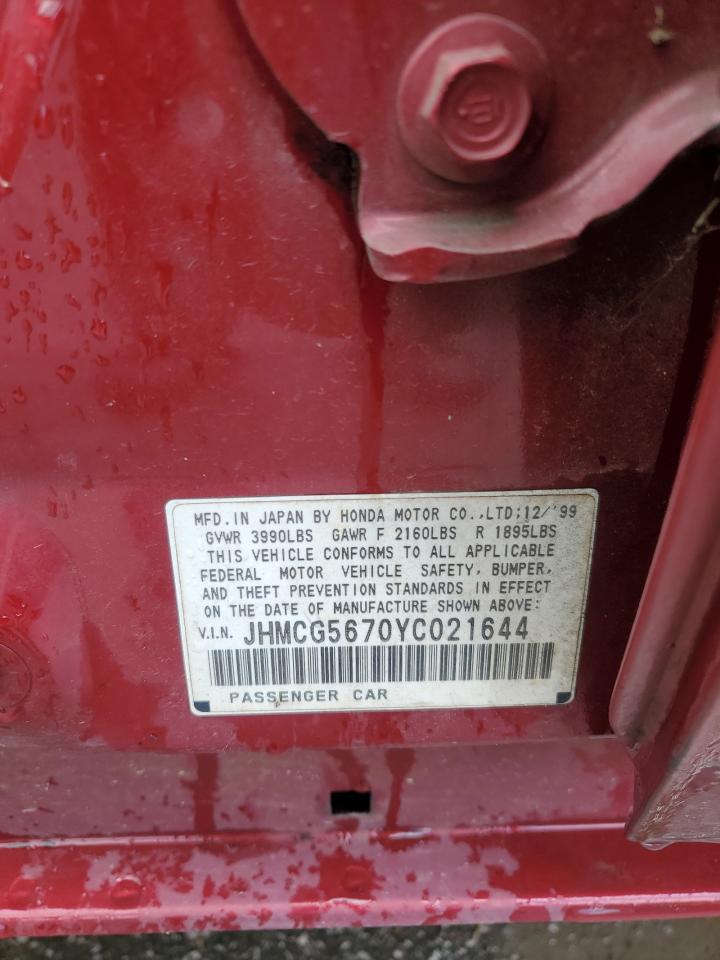 MFD. IN JAPAN BY HONDA MOTOR CO.,LTD;12/'99
GVWR 3990LBS GAWR F 2160LBS R 1895LBS
THIS VEHICLE CONFORMS TO ALL APPLICABLE
FEDERAL MOTOR VEHICLE SAFETY, BUMPER,
AND THEFT PREVENTION STANDARDS IN EFFECT
ON THE DATE OF MANUFACTURE SHOWN ABOVE:
V.I.N. JHMCG5670YC021644
PASSENGER CAR